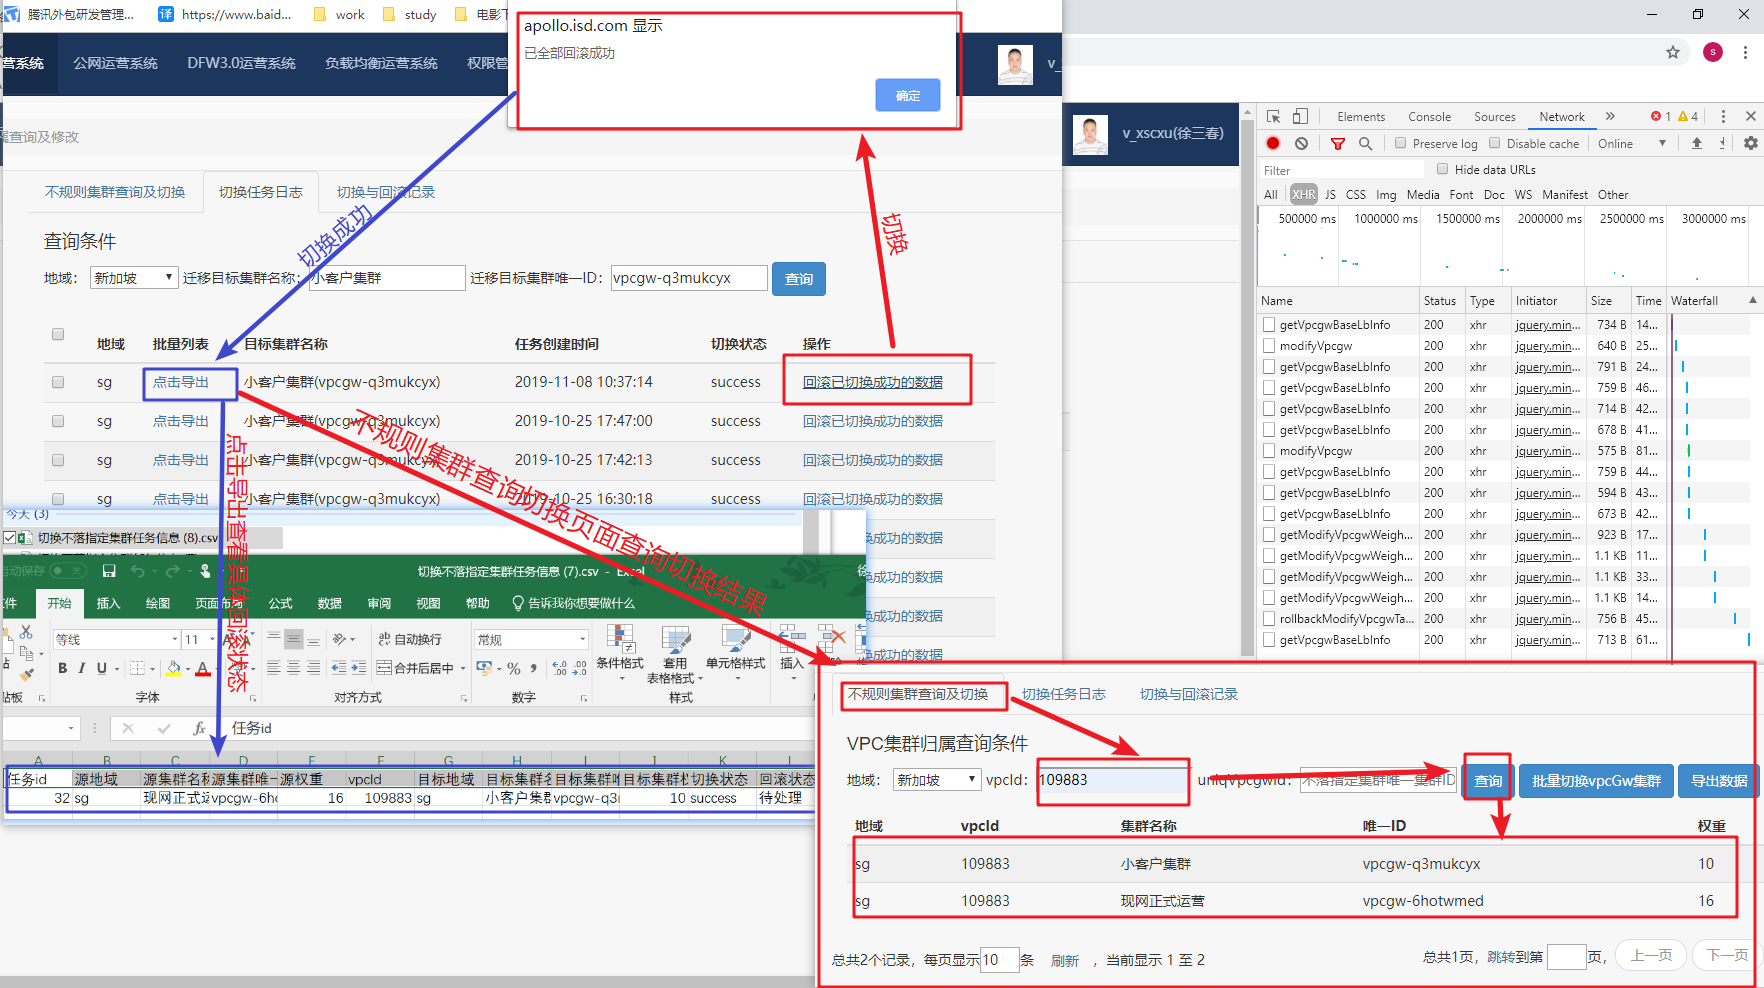 腾讯外包研发管理...
https://www.baid...
work
study
apollo.isd.com 显示
已全部回滚成功
确定
营系统
公网运营系统
DFW3.0运营系统
负载均衡运营系统
权限管
v_xscxu(徐三春)
属查询及修改
不规则集群查询及切换
切换任务日志
切换与回滚记录
查询条件
地域：
新加坡
迁移目标集群名称：
小客户集群
迁移目标集群唯一ID：
vpcgw-q3mukcyx
查询
地域 批量列表 目标集群名称 任务创建时间 切换状态 操作
sg 点击导出 小客户集群(vpcgw-q3mukcyx) 2019-11-08 10:37:14 success 回滚已切换成功的数据
sg 点击导出 小客户集群(vpcgw-q3mukcyx) 2019-10-25 17:47:00 success 回滚已切换成功的数据
sg 点击导出 小客户集群(vpcgw-q3mukcyx) 2019-10-25 17:42:13 success 回滚已切换成功的数据
sg 点击导出 小客户集群(vpcgw-q3mukcyx) 2019-10-25 16:30:18 success 回滚已切换成功的数据
切换成功
切换
点击导出查看具体回滚状态
不规则集群查询切换页面查询切换结果
今天 (3)
切换不落指定集群任务信息 (8).csv
自动保存
切换不落指定集群任务信息 (7).csv - Excel
开始 插入 绘图 页面布局 公式 数据 审阅 视图 帮助 告诉我你想要做什么
等线 11
自动换行
常规
B I U
合并后居中
条件格式 套用 表格格式 单元格样式 插入
字体 对齐方式 数字 样式
fx 任务id
A B C D E F G H I J K L
任务id 源地域 源集群名称 源集群唯一 源权重 vpcId 目标地域 目标集群名 目标集群唯 目标集群权 切换状态 回滚状态
32 sg 现网正式运 vpcgw-6ho 16 109883 sg 小客户集群 vpcgw-q3 10 success 待处理
Elements Console Sources Network 1 4
Preserve log Disable cache Online
Filter Hide data URLs
All XHR JS CSS Img Media Font Doc WS Manifest Other
500000 ms 1000000 ms 1500000 ms 2000000 ms 2500000 ms 3000000 ms
Name Status Type Initiator Size Time Waterfall
getVpcgwBaseLbInfo 200 xhr jquery.min... 734 B 14...
modifyVpcgw 200 xhr jquery.min... 640 B 25...
getVpcgwBaseLbInfo 200 xhr jquery.min... 791 B 24...
getVpcgwBaseLbInfo 200 xhr jquery.min... 759 B 46...
getVpcgwBaseLbInfo 200 xhr jquery.min... 714 B 42...
getVpcgwBaseLbInfo 200 xhr jquery.min... 678 B 41...
modifyVpcgw 200 xhr jquery.min... 575 B 81...
getVpcgwBaseLbInfo 200 xhr jquery.min... 759 B 44...
getVpcgwBaseLbInfo 200 xhr jquery.min... 594 B 43...
getVpcgwBaseLbInfo 200 xhr jquery.min... 673 B 42...
getModifyVpcgwWeigh... 200 xhr jquery.min... 923 B 17...
getModifyVpcgwWeigh... 200 xhr jquery.min... 1.1 KB 11...
getModifyVpcgwWeigh... 200 xhr jquery.min... 1.1 KB 33...
getModifyVpcgwWeigh... 200 xhr jquery.min... 1.1 KB 14...
rollbackModifyVpcgwTa... 200 xhr jquery.min... 756 B 45...
getVpcgwBaseLbInfo 200 xhr jquery.min... 713 B 61...
不规则集群查询及切换 切换任务日志 切换与回滚记录
VPC集群归属查询条件
地域： 新加坡 vpcId： 109883 uniqVpcgwId： 不落指定集群唯一集群ID 查询 批量切换vpcGw集群 导出数据
地域 vpcId 集群名称 唯一ID 权重
sg 109883 小客户集群 vpcgw-q3mukcyx 10
sg 109883 现网正式运营 vpcgw-6hotwmed 16
总共2个记录，每页显示 10 条 刷新 ，当前显示 1 至 2
总共1页，跳转到第 页， 上一页 下一页